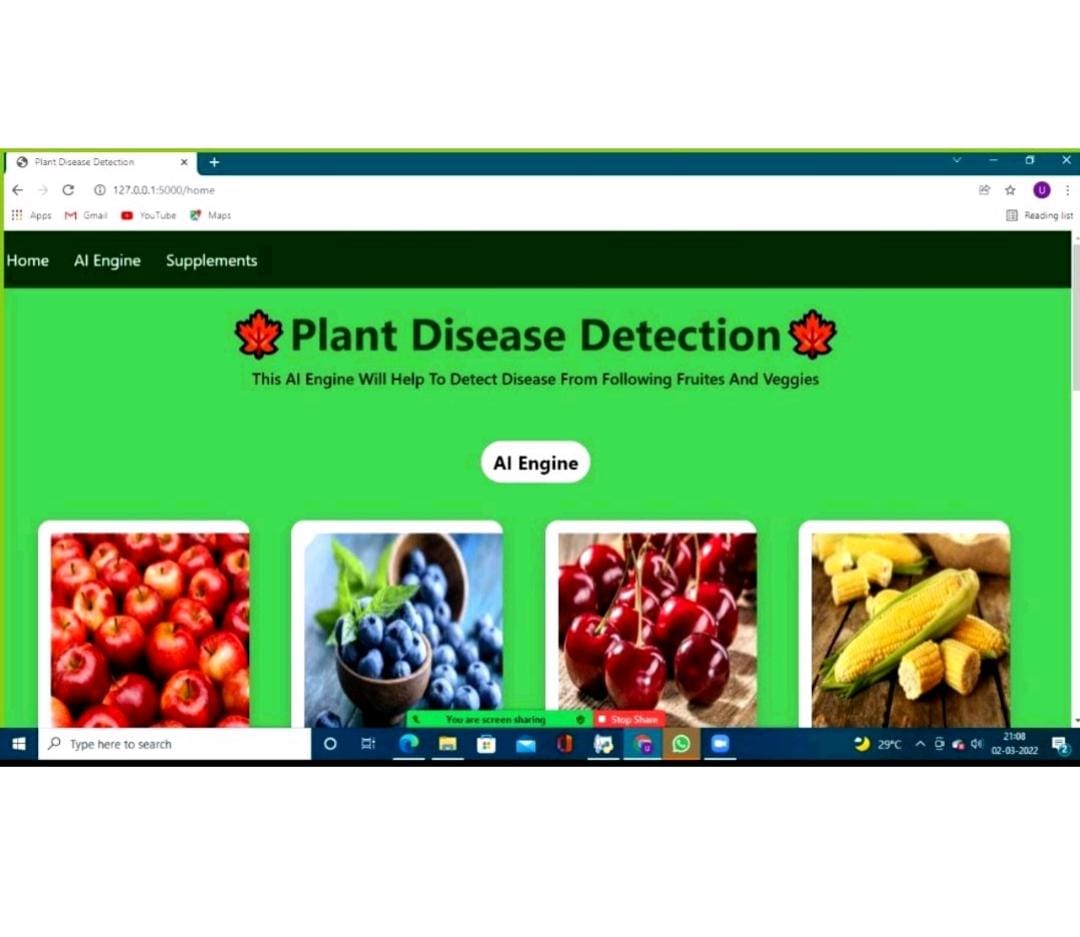 Plant Disease Detection
127.0.0.1:5000/home
U
Apps Gmail YouTube Maps Reading list
Home AI Engine Supplements
Plant Disease Detection
This AI Engine Will Help To Detect Disease From Following Fruites And Veggies
AI Engine
You are screen sharing Stop Share
Type here to search 29°C 21:08
02-03-2022 2